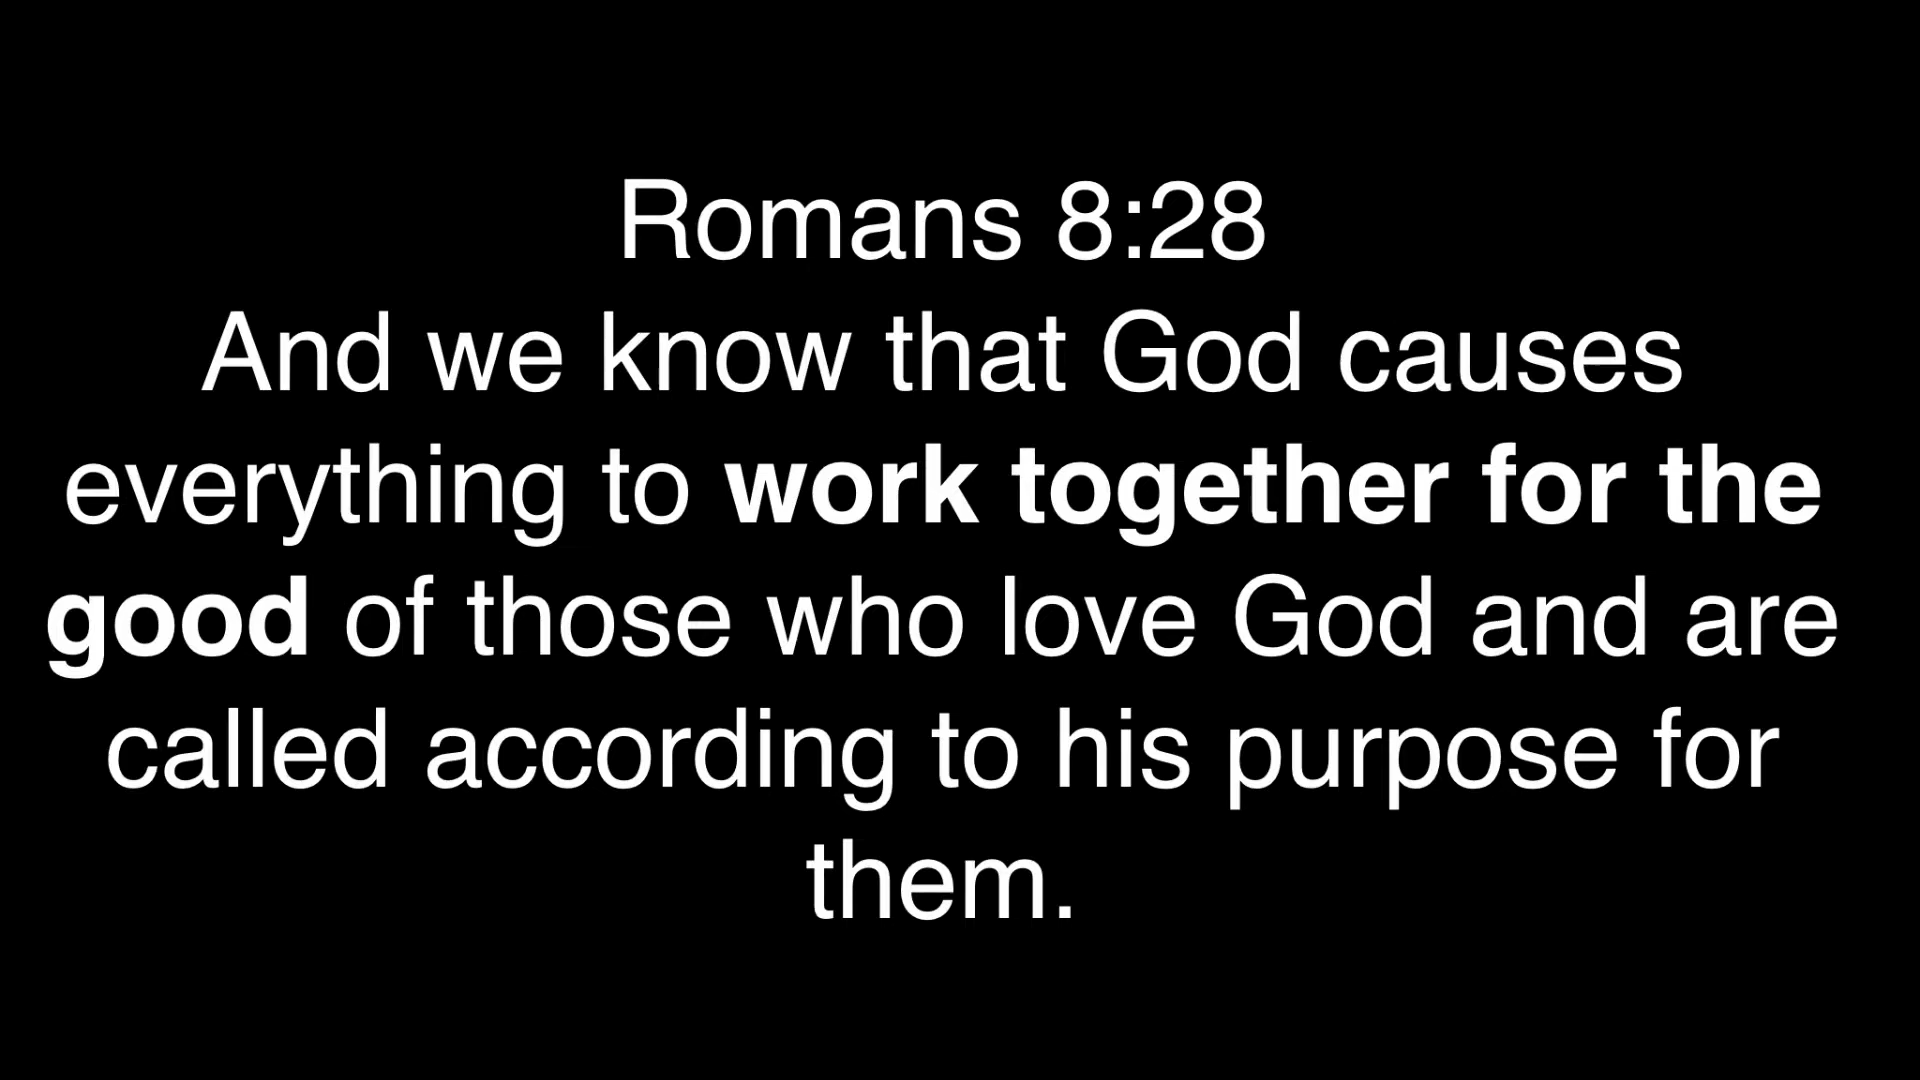 Romans 8:28
And we know that God causes
everything to work together for the
good of those who love God and are
called according to his purpose for
them.